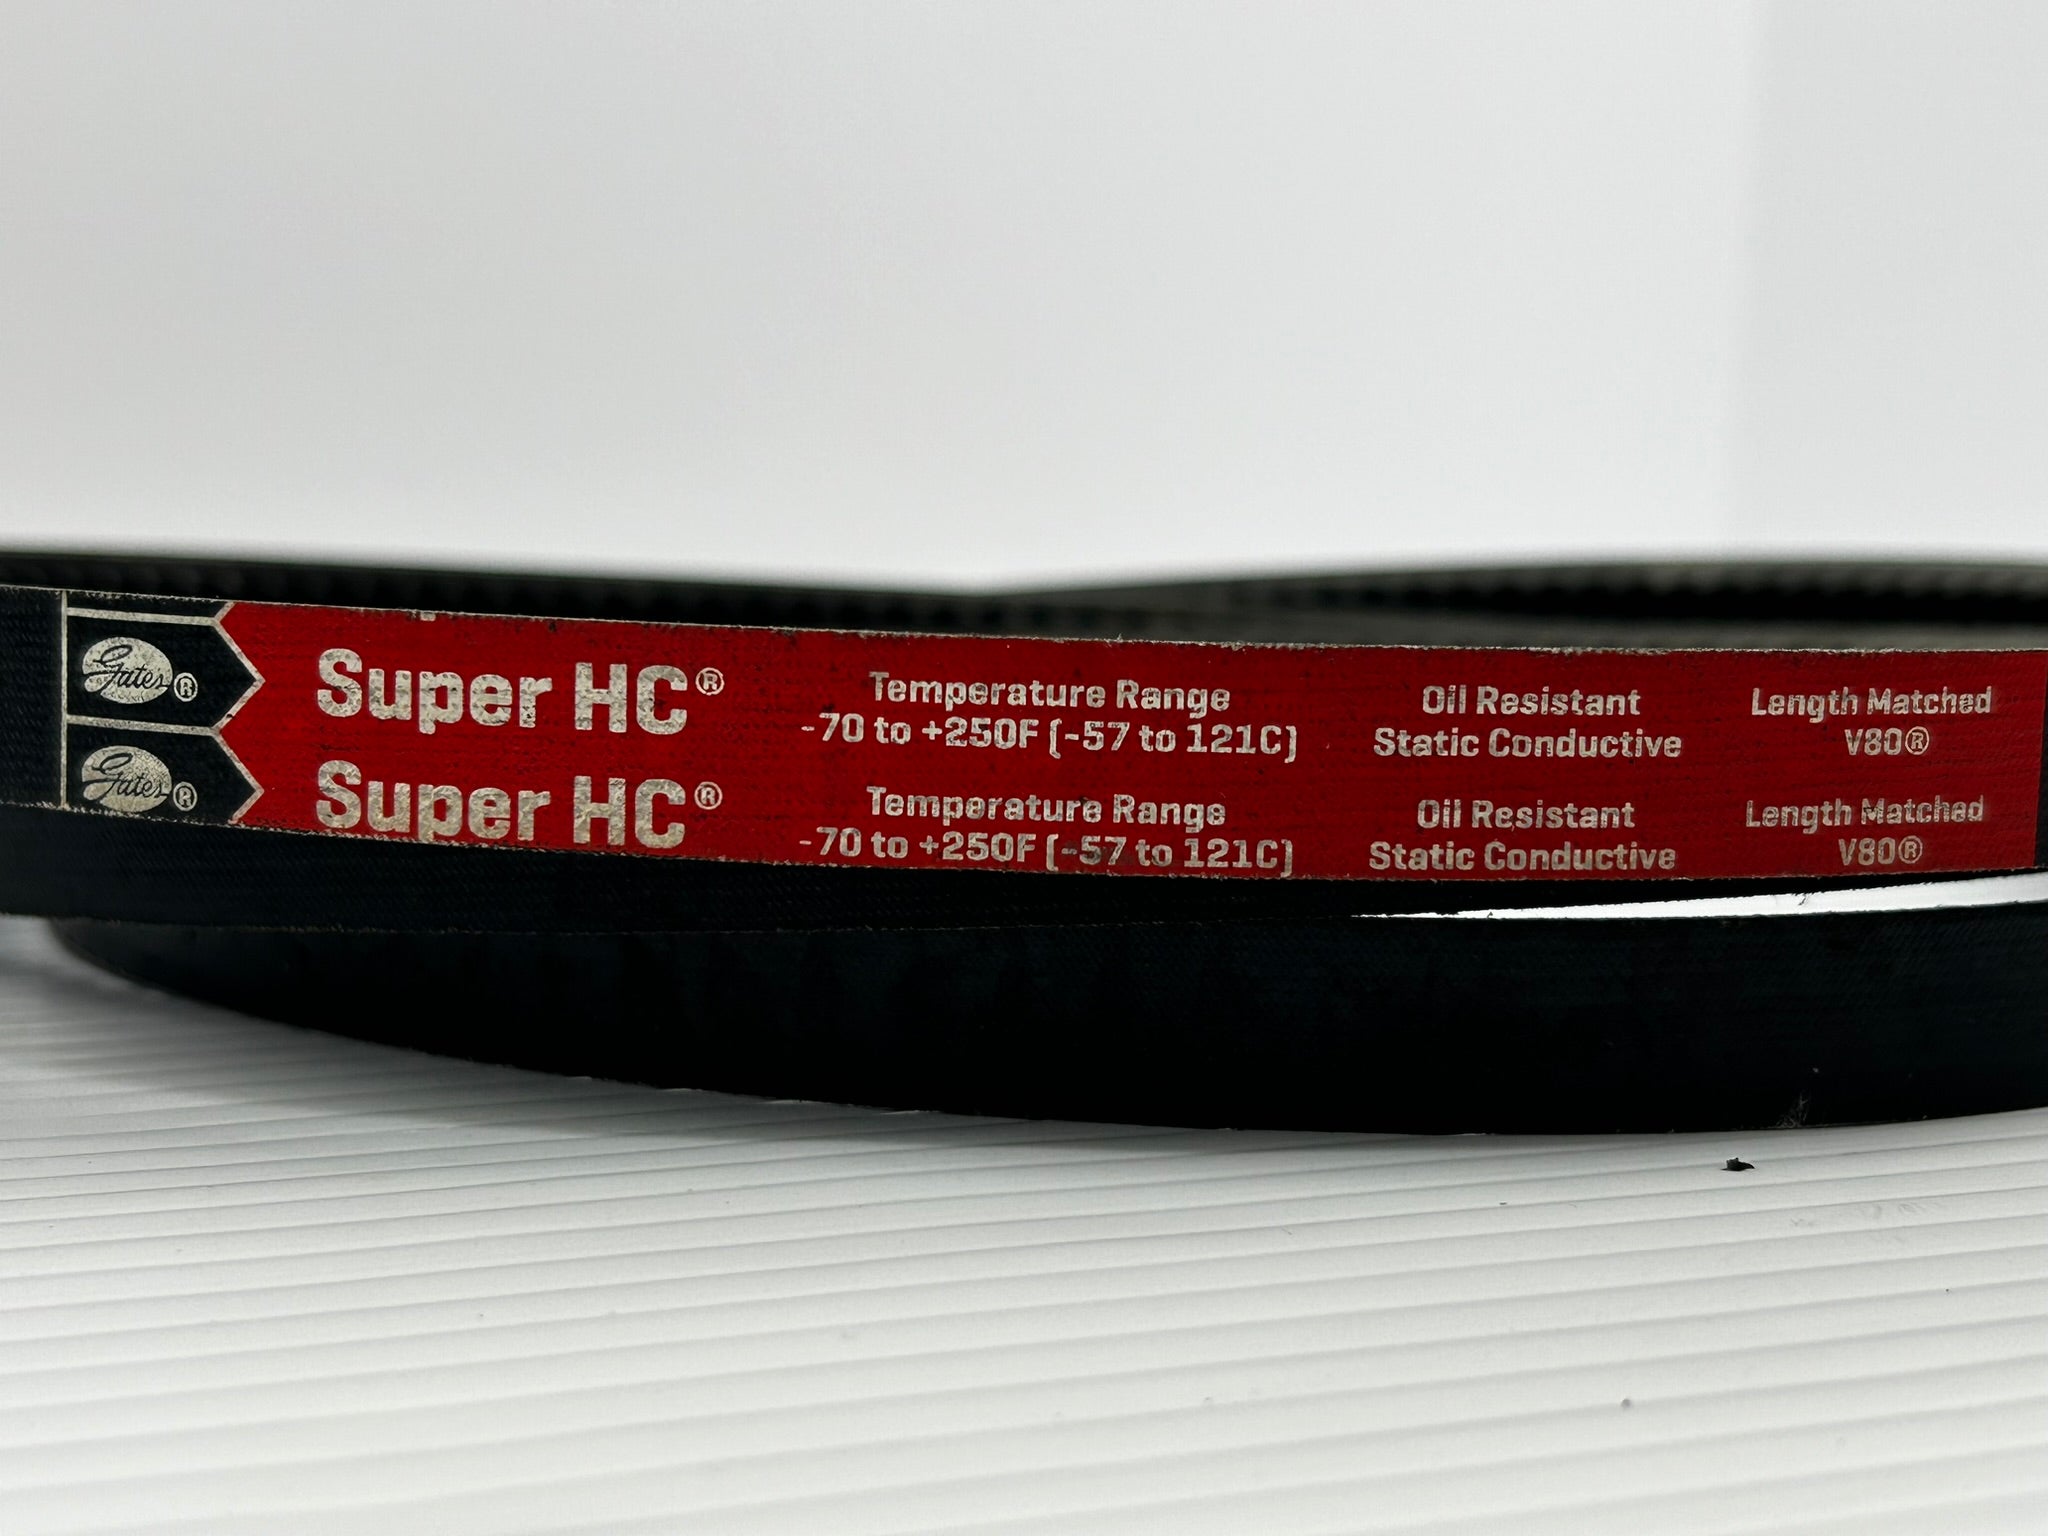 Gates®
Super HC®
Temperature Range
-70 to +250F (-57 to 121C)
Oil Resistant
Static Conductive
Length Matched
V80®
Gates®
Super HC®
Temperature Range
-70 to +250F (-57 to 121C)
Oil Resistant
Static Conductive
Length Matched
V80®